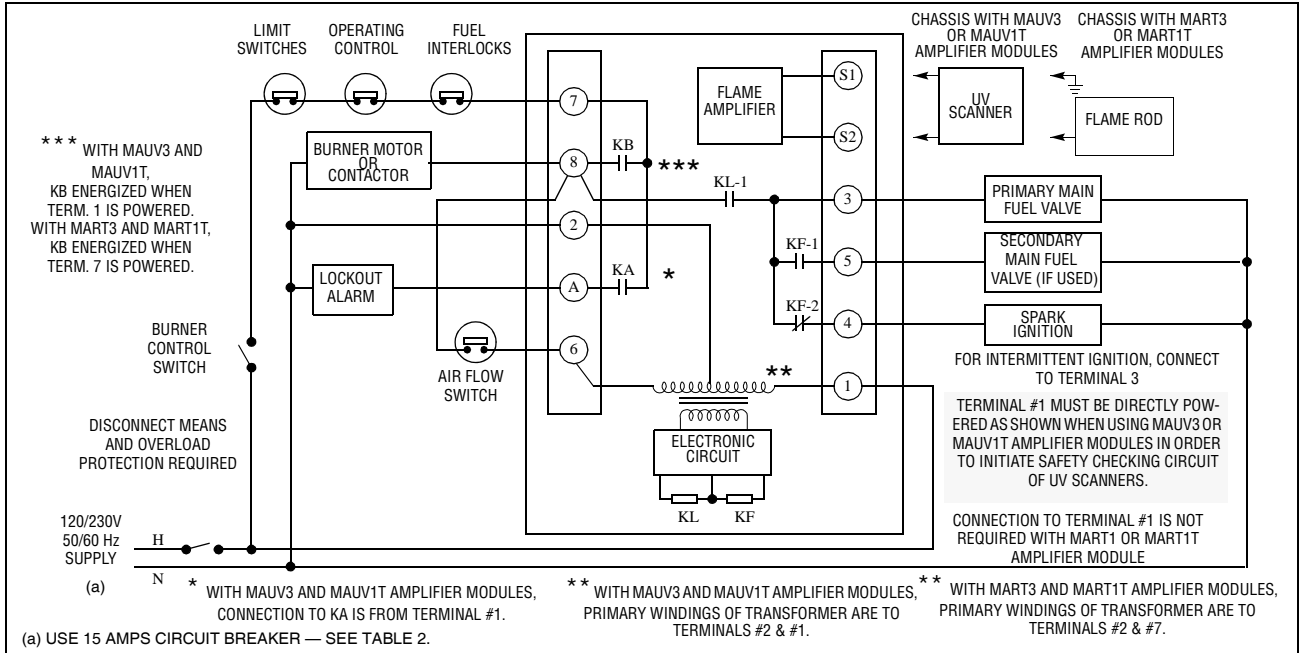 LIMIT
SWITCHES
OPERATING
CONTROL
FUEL
INTERLOCKS
CHASSIS WITH MAUV3
OR MAUV1T
AMPLIFIER MODULES
CHASSIS WITH MART3
OR MART1T
AMPLIFIER MODULES
7
FLAME
AMPLIFIER
S1
S2
UV
SCANNER
FLAME ROD
*** WITH MAUV3 AND
MAUV1T,
KB ENERGIZED WHEN
TERM. 1 IS POWERED.
WITH MART3 AND MART1T,
KB ENERGIZED WHEN
TERM. 7 IS POWERED.
BURNER MOTOR
OR
CONTACTOR
8
KB
***
KL-1
3
PRIMARY MAIN
FUEL VALVE
2
KF-1
5
SECONDARY
MAIN FUEL
VALVE (IF USED)
LOCKOUT
ALARM
A
KA
*
KF-2
4
SPARK
IGNITION
BURNER
CONTROL
SWITCH
AIR FLOW
SWITCH
6
**
1
FOR INTERMITTENT IGNITION, CONNECT
TO TERMINAL 3
TERMINAL #1 MUST BE DIRECTLY POW-
ERED AS SHOWN WHEN USING MAUV3 OR
MAUV1T AMPLIFIER MODULES IN ORDER
TO INITIATE SAFETY CHECKING CIRCUIT
OF UV SCANNERS.
DISCONNECT MEANS
AND OVERLOAD
PROTECTION REQUIRED
ELECTRONIC
CIRCUIT
KL
KF
CONNECTION TO TERMINAL #1 IS NOT
REQUIRED WITH MART1 OR MART1T
AMPLIFIER MODULE
120/230V
50/60 Hz
SUPPLY
(a)
H
N
* WITH MAUV3 AND MAUV1T AMPLIFIER MODULES,
CONNECTION TO KA IS FROM TERMINAL #1.
** WITH MAUV3 AND MAUV1T AMPLIFIER MODULES,
PRIMARY WINDINGS OF TRANSFORMER ARE TO
TERMINALS #2 & #1.
** WITH MART3 AND MART1T AMPLIFIER MODULES,
PRIMARY WINDINGS OF TRANSFORMER ARE TO
TERMINALS #2 & #7.
(a) USE 15 AMPS CIRCUIT BREAKER — SEE TABLE 2.